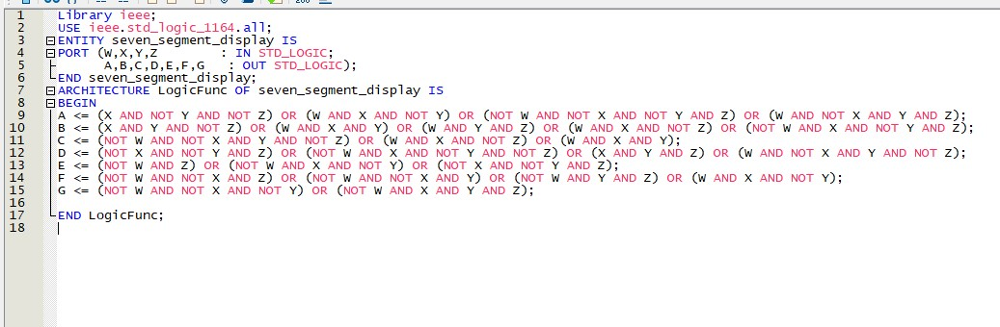 1 Library ieee;
2 USE ieee.std_logic_1164.all;
3 ENTITY seven_segment_display IS
4 PORT (W,X,Y,Z : IN STD_LOGIC;
5 A,B,C,D,E,F,G : OUT STD_LOGIC);
6 END seven_segment_display;
7 ARCHITECTURE LogicFunc OF seven_segment_display IS
8 BEGIN
9 A <= (X AND NOT Y AND NOT Z) OR (W AND X AND NOT Y) OR (NOT W AND NOT X AND NOT Y AND Z) OR (W AND NOT X AND Y AND Z);
10 B <= (X AND Y AND NOT Z) OR (W AND X AND Y) OR (W AND Y AND Z) OR (W AND X AND NOT Z) OR (NOT W AND X AND NOT Y AND Z);
11 C <= (NOT W AND NOT X AND Y AND NOT Z) OR (W AND X AND NOT Z) OR (W AND X AND Y);
12 D <= (NOT X AND NOT Y AND Z) OR (NOT W AND X AND NOT Y AND NOT Z) OR (X AND Y AND Z) OR (W AND NOT X AND Y AND NOT Z);
13 E <= (NOT W AND Z) OR (NOT W AND X AND NOT Y) OR (NOT X AND NOT Y AND Z);
14 F <= (NOT W AND NOT X AND Z) OR (NOT W AND NOT X AND Y) OR (NOT W AND Y AND Z) OR (W AND X AND NOT Y);
15 G <= (NOT W AND NOT X AND NOT Y) OR (NOT W AND X AND Y AND Z);
16
17 END LogicFunc;
18